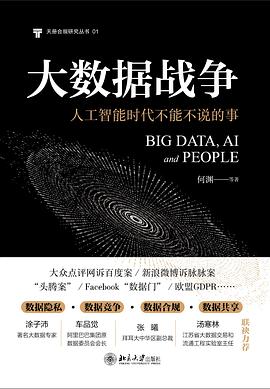 天册合规研究丛书 01
大数据战争
人工智能时代不能不说的事
BIG DATA, AI
and PEOPLE
何渊——等著
大众点评网诉百度案 / 新浪微博诉脉脉案
“头腾案” / Facebook“数据门” / 欧盟GDPR……
数据隐私 · 数据竞争 · 数据合规 · 数据共享
涂子沛 车品觉 张曦 汤寒林
著名大数据专家 阿里巴巴集团原数据委员会会长 拜耳大中华区副总裁 江苏省大数据交易和流通工程实验室主任
联袂力荐
北京大学出版社